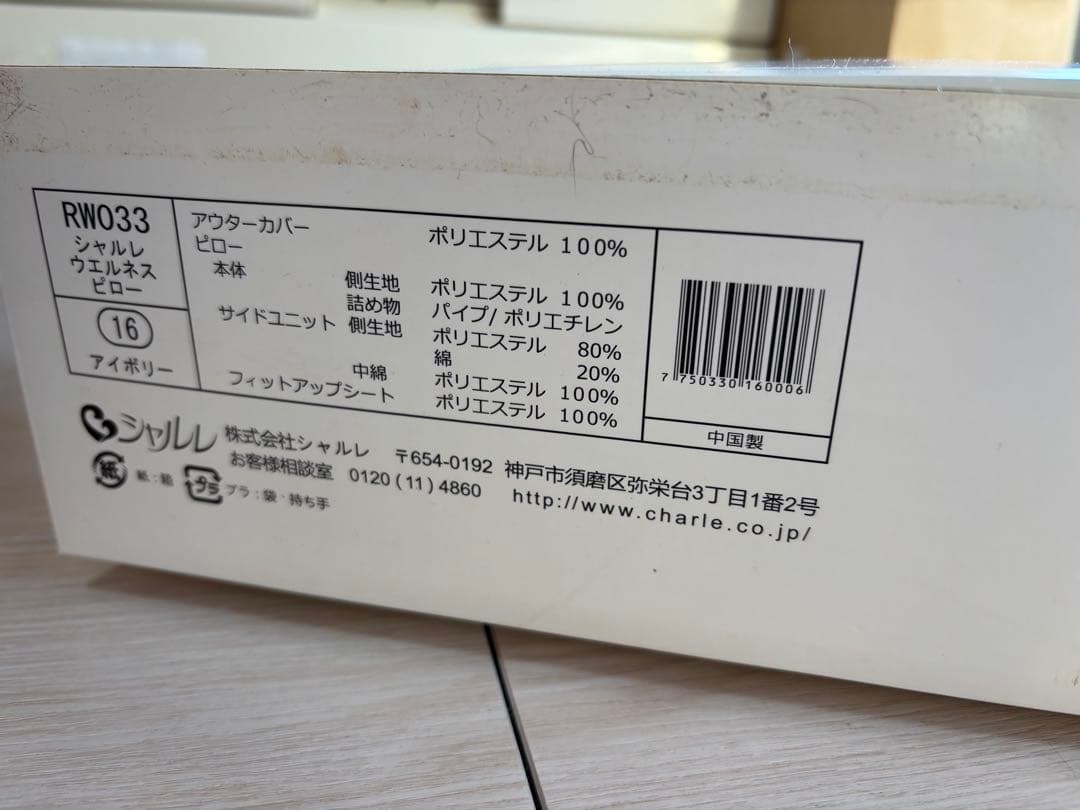 RW033
シャルレ
ウエルネス
ピロー
16
アイボリー
アウターカバー ポリエステル 100%
ピロー
本体 側生地 ポリエステル 100%
詰め物 パイプ/ポリエチレン
サイドユニット 側生地 ポリエステル 80%
綿 20%
中綿 ポリエステル 100%
フィットアップシート ポリエステル 100%
7 750330 160006
中国製
シャルレ 株式会社シャルレ 〒654-0192 神戸市須磨区弥栄台3丁目1番2号
お客様相談室 0120(11)4860 http://www.charle.co.jp/
紙 紙:箱 プラ プラ:袋・持ち手